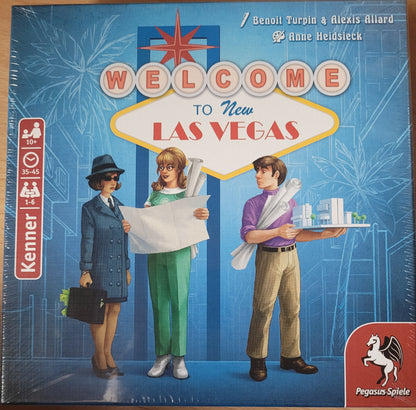 Benoit Turpin & Alexis Allard
Anne Heidsieck
WELCOME
TO New
LAS VEGAS
10+
35-45
1-6
Kenner
Pegasus Spiele